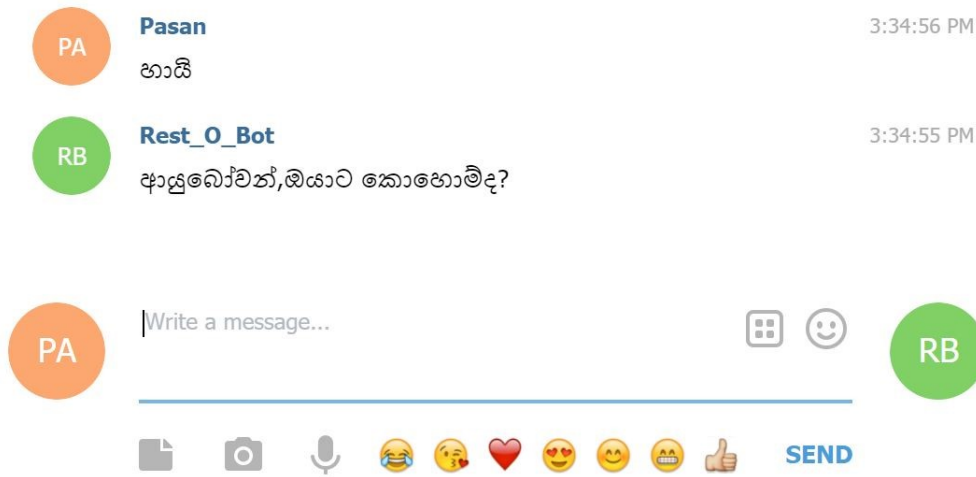 PA
Pasan 3:34:56 PM
හායි
RB
Rest_O_Bot 3:34:55 PM
ආයුබෝවන්,ඔයාට කොහොම්ද?
PA
Write a message...
RB
SEND